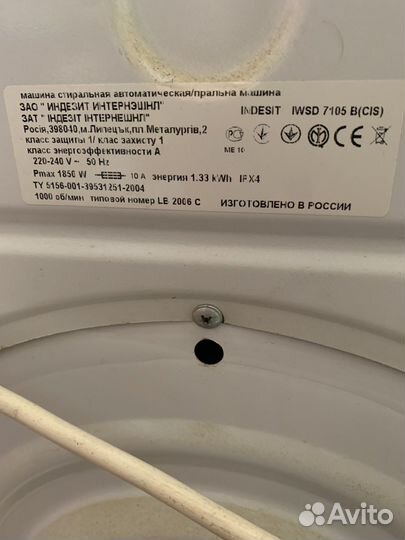 машина стиральная автоматическая/пральна машина
ЗАО " ИНДЕЗИТ ИНТЕРНЭШНЛ"
ЗАТ " ІНДЕЗІТ ІНТЕРНЕШНЛ"
INDESIT IWSD 7105 B(CIS)
Росія,398040,м.Липецьк,пл Металургів,2
класс защиты 1/ клас захисту 1
класс энергоэффективности А
220-240 V ~ 50 Hz
ME 10
Pmax 1850 W 10 A энергия 1.33 kWh IPX4
ТУ 5156-001-39531251-2004
1000 об/мин типовой номер LB 2006 C
СДЕЛАНО В РОССИИ
Avito